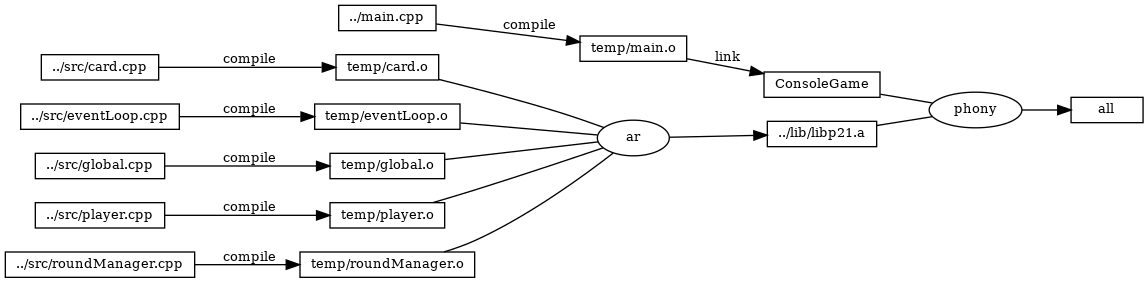 ../main.cpp
compile
temp/main.o
link
ConsoleGame
../src/card.cpp
compile
temp/card.o
../src/eventLoop.cpp
compile
temp/eventLoop.o
../src/global.cpp
compile
temp/global.o
../src/player.cpp
compile
temp/player.o
../src/roundManager.cpp
compile
temp/roundManager.o
ar
../lib/libp21.a
phony
all